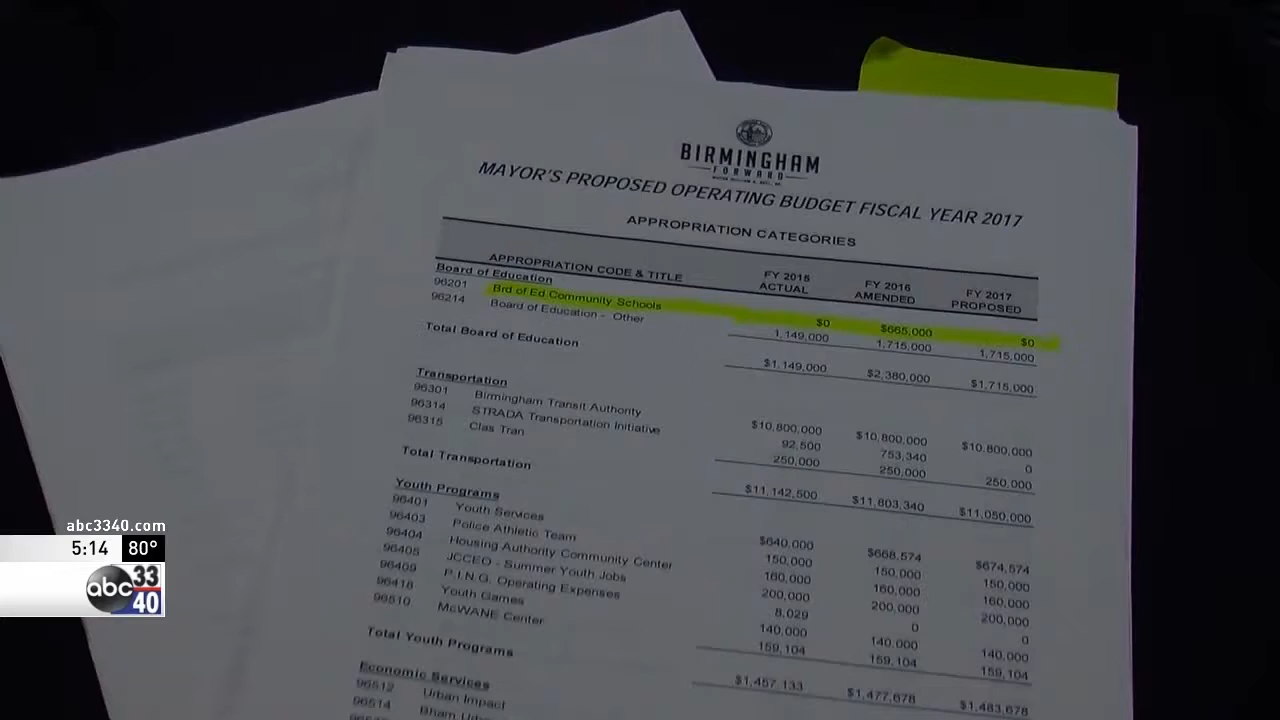 BIRMINGHAM
FORWARD
MAYOR'S PROPOSED OPERATING BUDGET FISCAL YEAR 2017
APPROPRIATION CATEGORIES
APPROPRIATION CODE & TITLE FY 2015 ACTUAL FY 2016 AMENDED FY 2017 PROPOSED
Board of Education
96201 Brd of Ed Community Schools $0 $665,000 $0
96214 Board of Education - Other 1,149,000 1,715,000 1,715,000
Total Board of Education $1,149,000 $2,380,000 $1,715,000
Transportation
96301 Birmingham Transit Authority $10,800,000 $10,800,000 $10,800,000
96314 STRADA Transportation Initiative 92,500 753,340 0
96315 Clas Tran 250,000 250,000 250,000
Total Transportation $11,142,500 $11,803,340 $11,050,000
Youth Programs
96401 Youth Services $640,000 $668,574 $674,574
96403 Police Athletic Team 150,000 150,000 150,000
96404 Housing Authority Community Center 160,000 160,000 160,000
96405 JCCEO - Summer Youth Jobs 200,000 200,000 200,000
96409 P.I.N.G. Operating Expenses 8,029 0 0
96418 Youth Games 140,000 140,000 140,000
96510 McWANE Center 159,104 159,104 159,104
Total Youth Programs $1,457,133 $1,477,678 $1,483,678
Economic Services
96512 Urban Impact
96514 Bham
abc3340.com
5:14 80°
abc 33 40